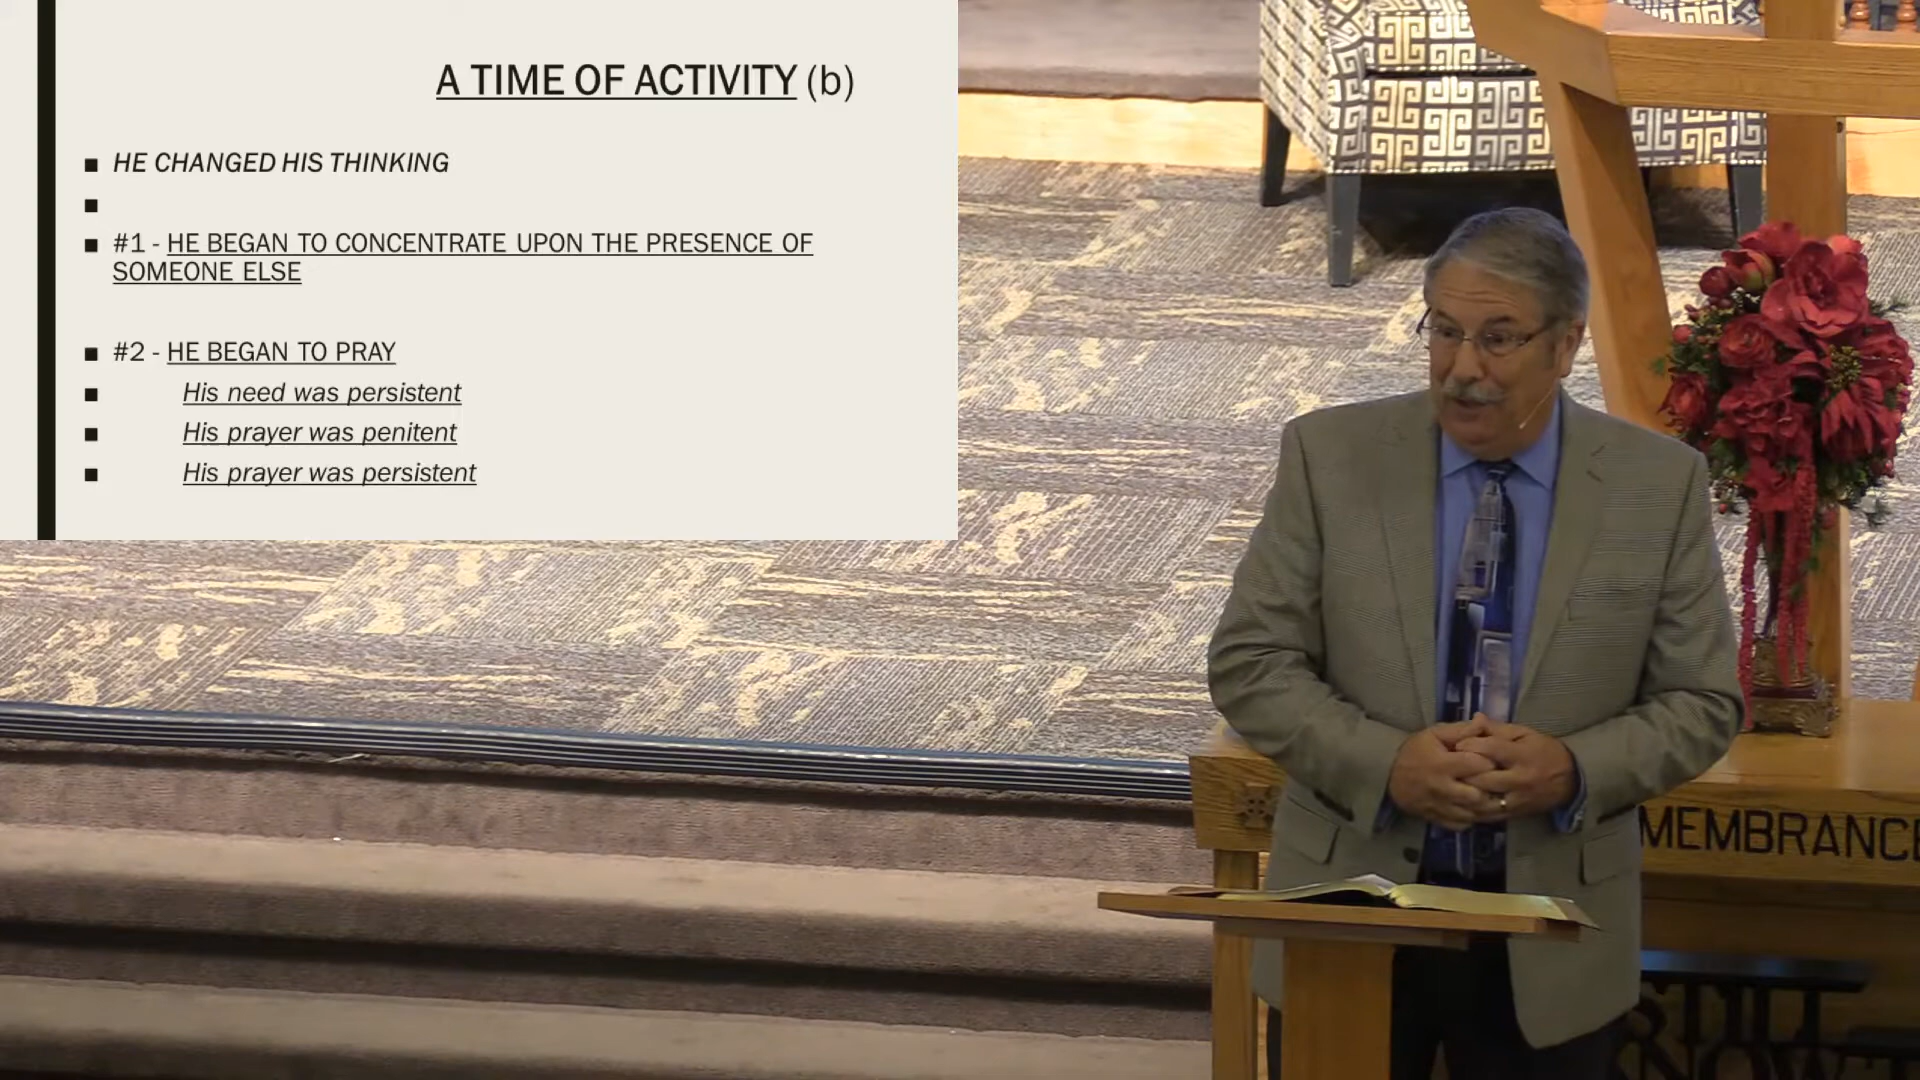 A TIME OF ACTIVITY (b)
HE CHANGED HIS THINKING
#1 - HE BEGAN TO CONCENTRATE UPON THE PRESENCE OF
SOMEONE ELSE
#2 - HE BEGAN TO PRAY
His need was persistent
His prayer was penitent
His prayer was persistent
MEMBRANCE